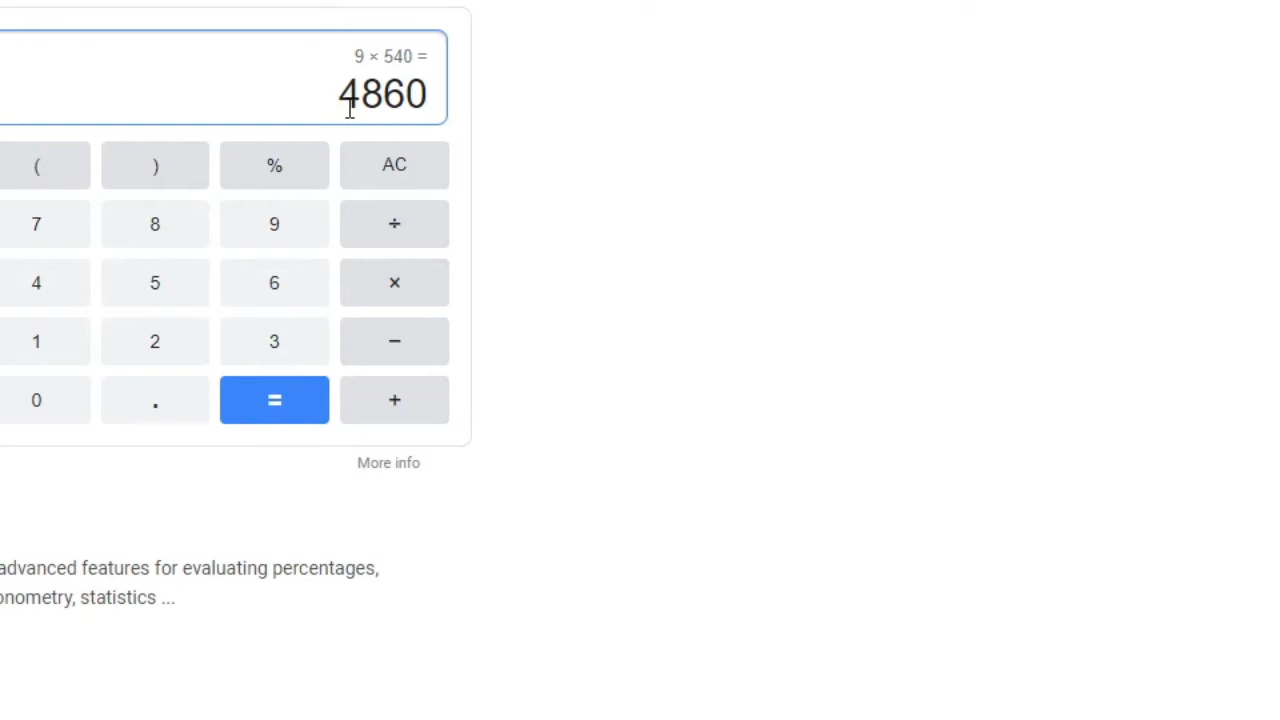 9 × 540 =
4860
( ) % AC
7 8 9 ÷
4 5 6 ×
1 2 3 −
0 . = +
More info
advanced features for evaluating percentages,
onometry, statistics ...